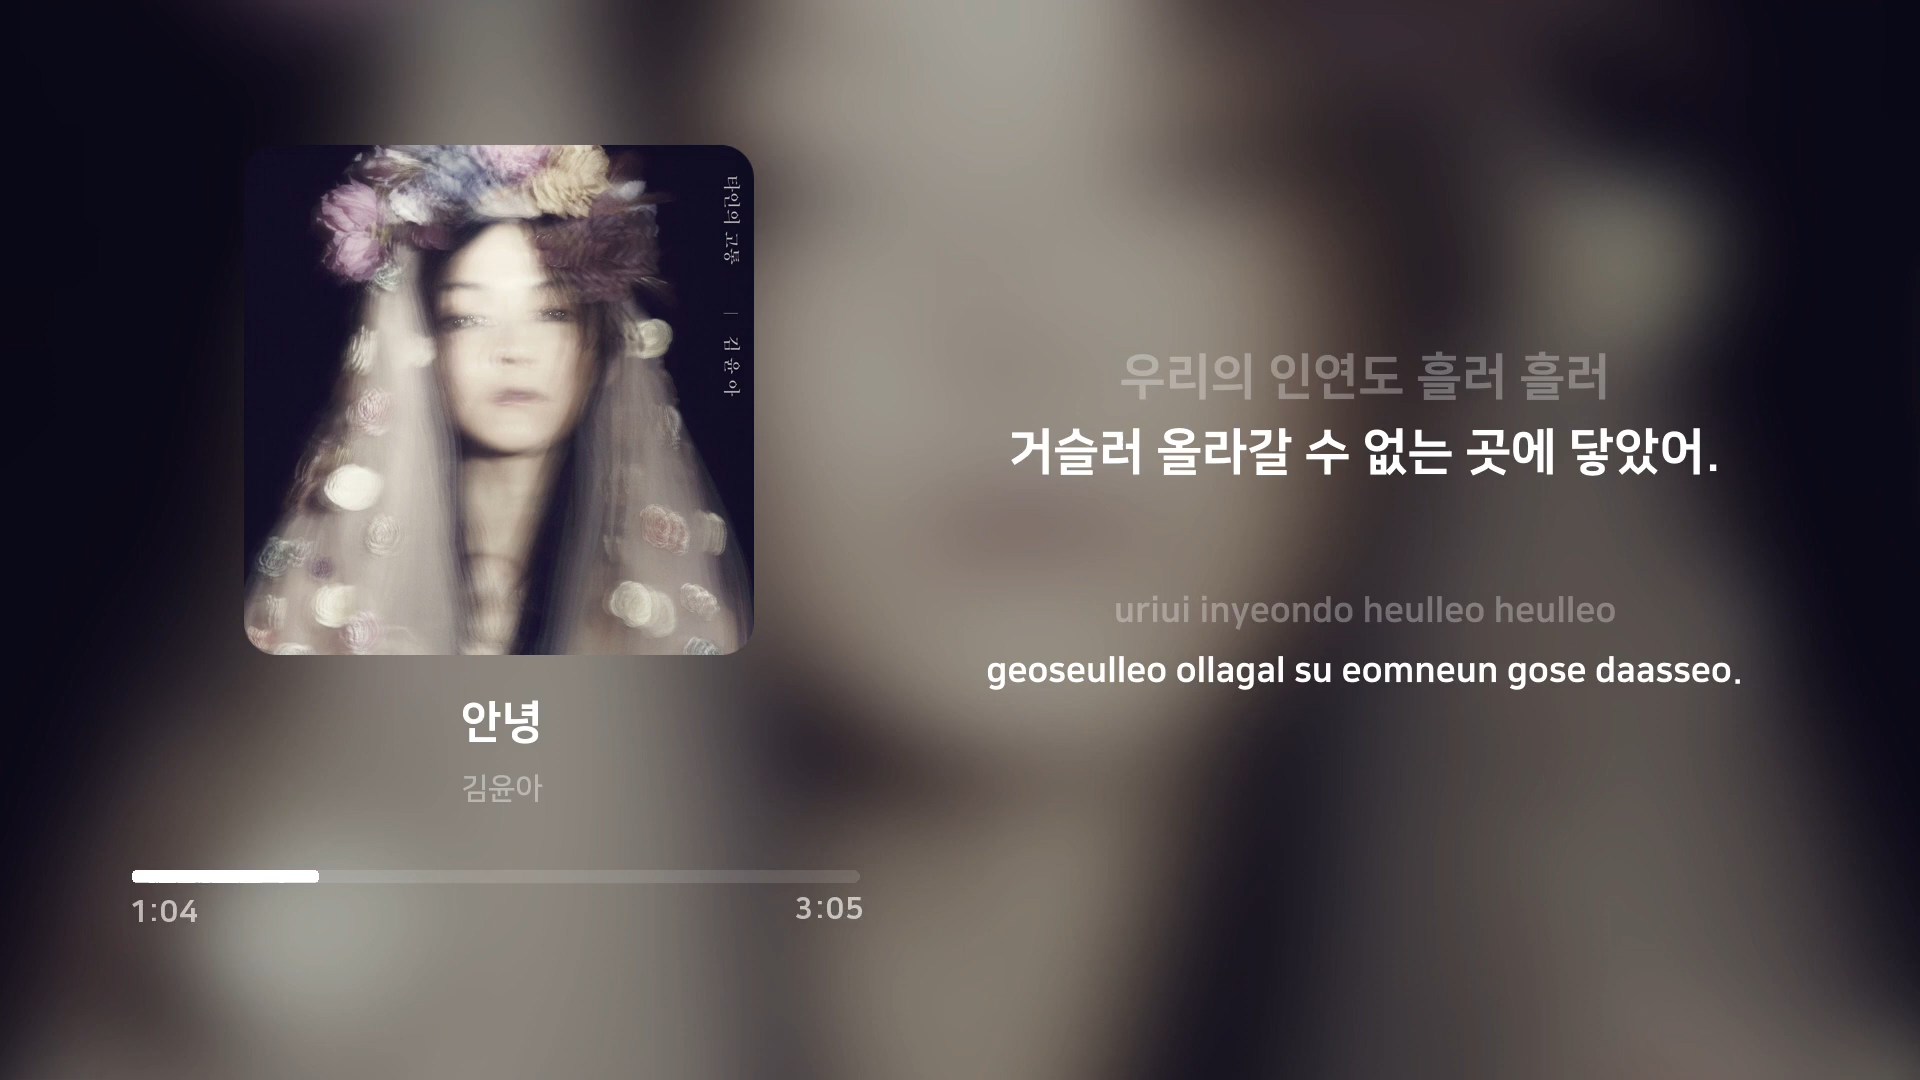 타인의 고통 | 김윤아
안녕
김윤아
1:04
3:05
우리의 인연도 흘러 흘러
거슬러 올라갈 수 없는 곳에 닿았어.
uriui inyeondo heulleo heulleo
geoseulleo ollagal su eomneun gose daasseo.